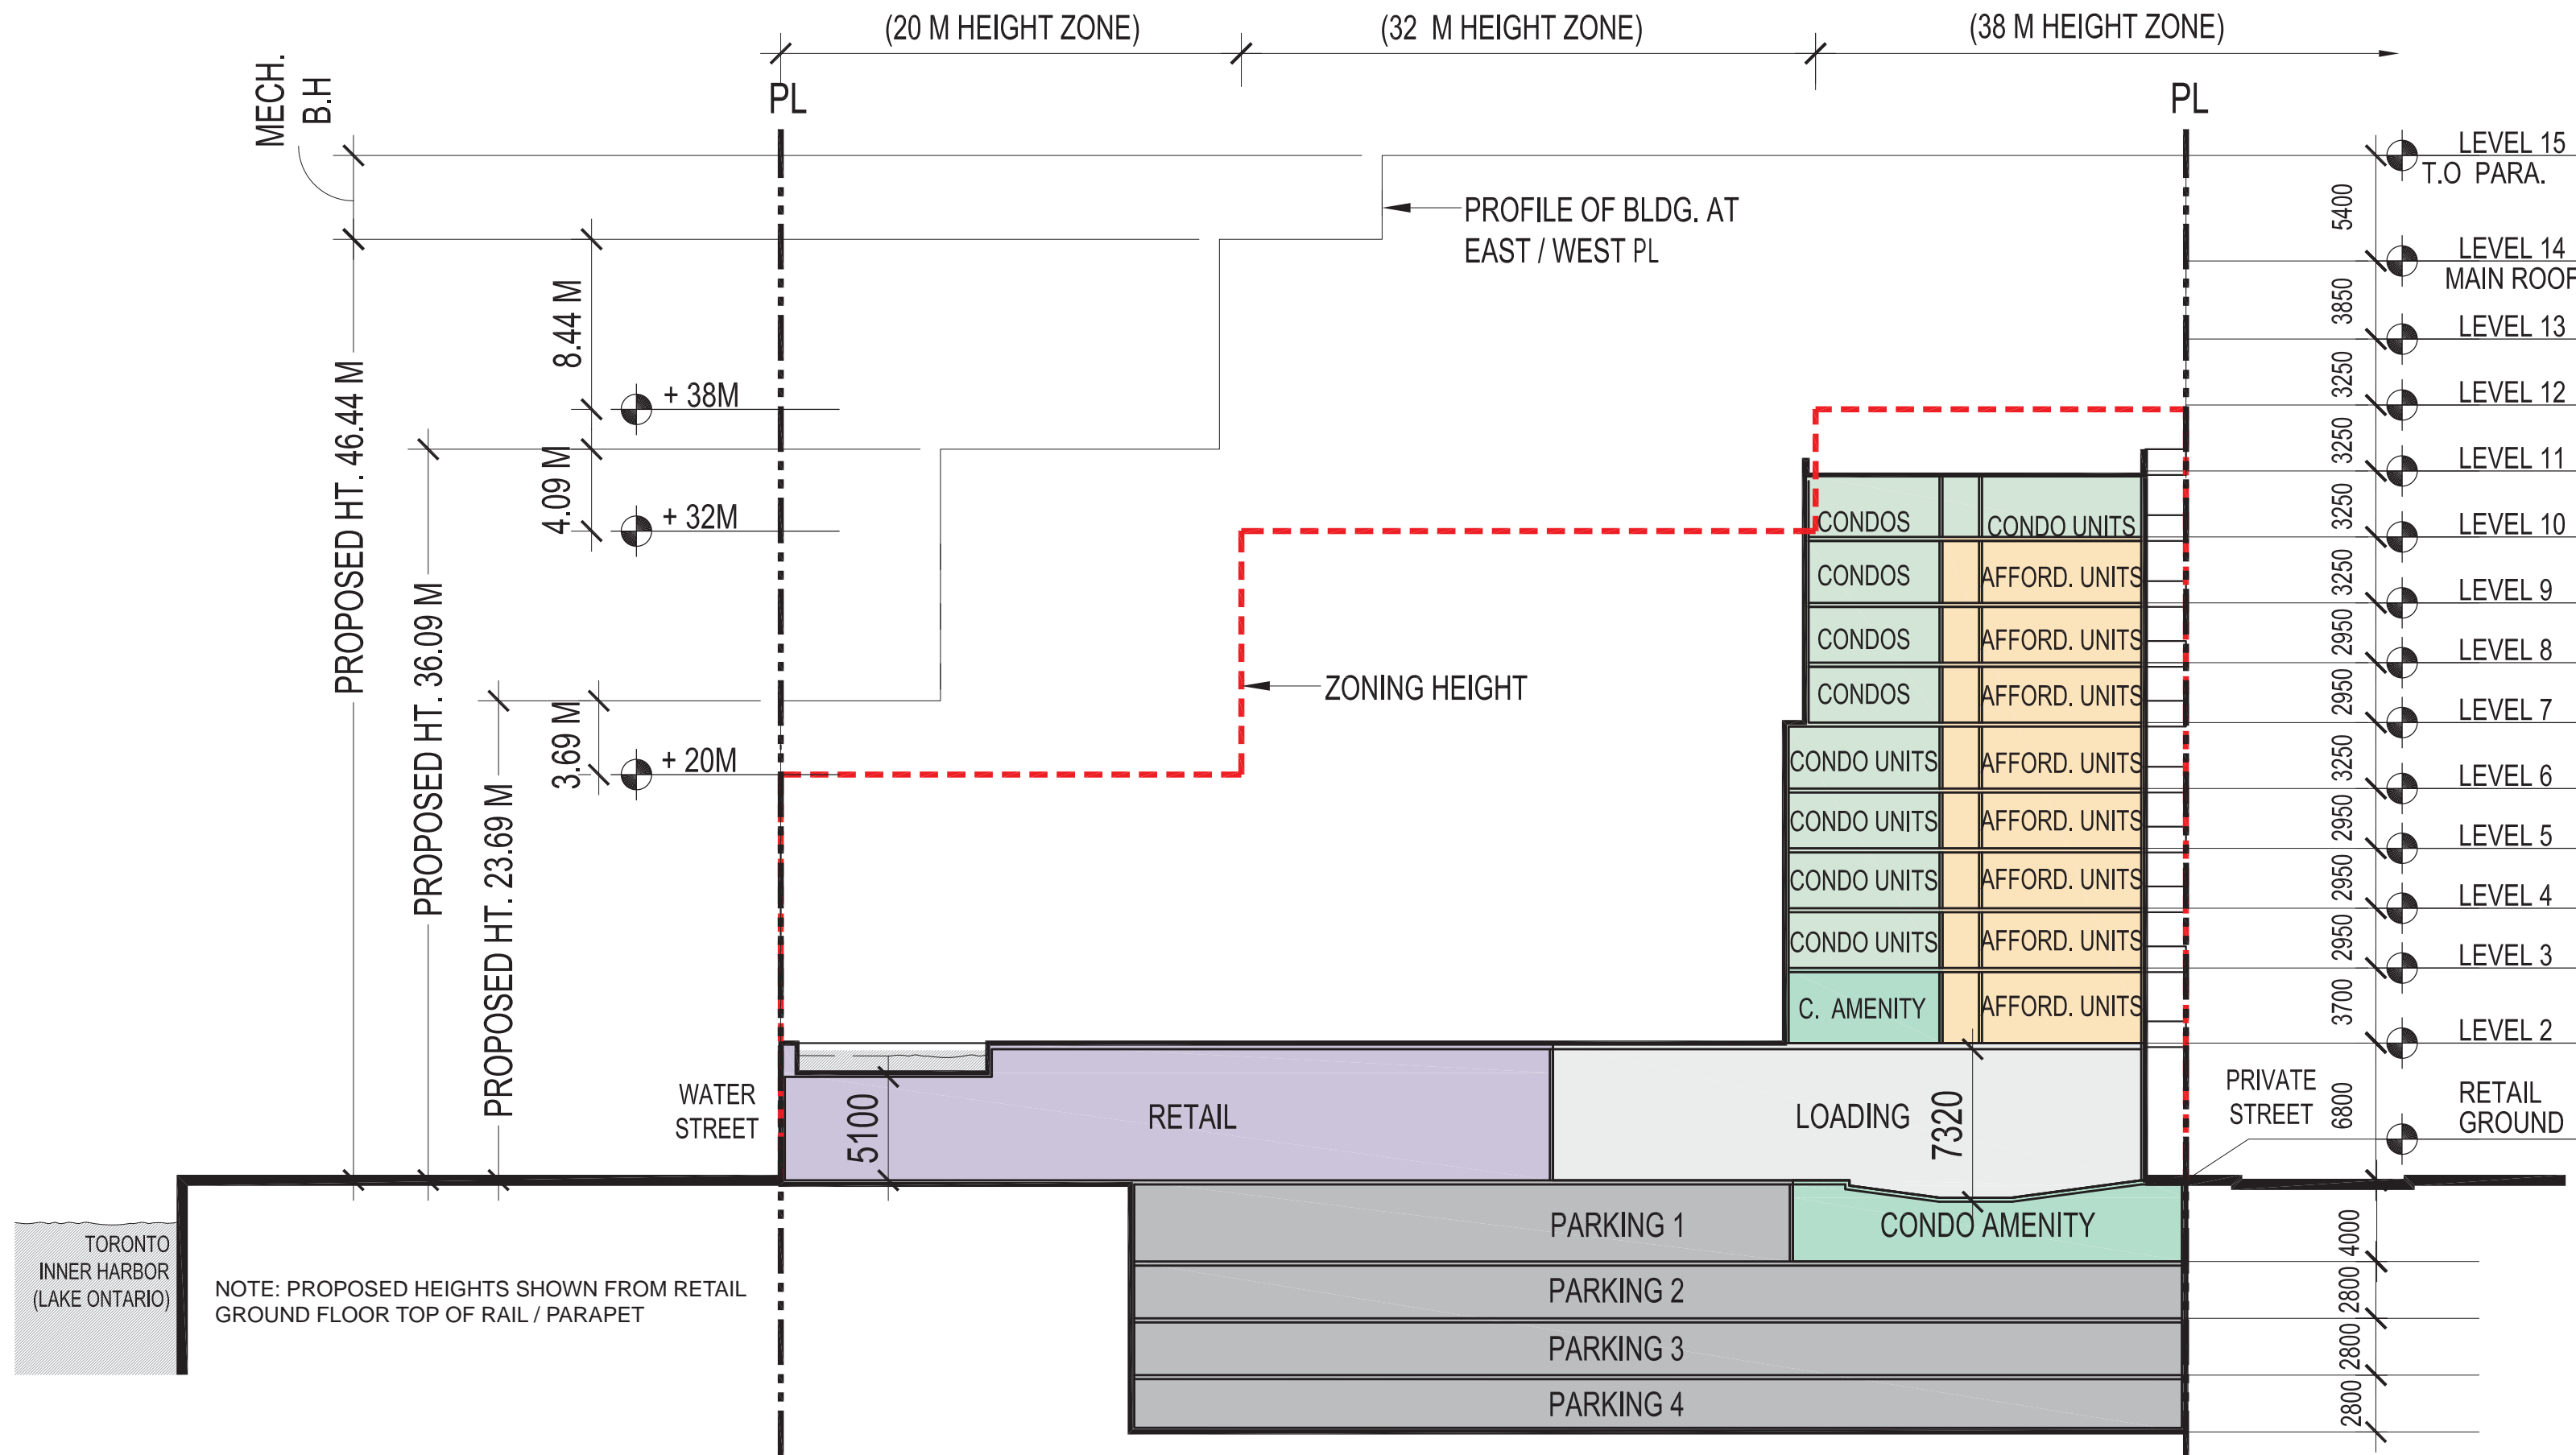 (20 M HEIGHT ZONE)
(32 M HEIGHT ZONE)
(38 M HEIGHT ZONE)
MECH.
B.H
PL
PL
LEVEL 15
T.O PARA.
5400
PROFILE OF BLDG. AT
EAST / WEST PL
LEVEL 14
MAIN ROOF
3850
LEVEL 13
3250
LEVEL 12
3250
LEVEL 11
3250
LEVEL 10
3250
LEVEL 9
2950
LEVEL 8
2950
LEVEL 7
3250
LEVEL 6
2950
LEVEL 5
2950
LEVEL 4
2950
LEVEL 3
3700
LEVEL 2
6800
RETAIL
GROUND
8.44 M
+ 38M
4.09 M
+ 32M
3.69 M
+ 20M
PROPOSED HT. 46.44 M
PROPOSED HT. 36.09 M
PROPOSED HT. 23.69 M
ZONING HEIGHT
CONDOS
CONDO UNITS
CONDOS
AFFORD. UNITS
CONDOS
AFFORD. UNITS
CONDOS
AFFORD. UNITS
CONDO UNITS
AFFORD. UNITS
CONDO UNITS
AFFORD. UNITS
CONDO UNITS
AFFORD. UNITS
CONDO UNITS
AFFORD. UNITS
C. AMENITY
AFFORD. UNITS
WATER
STREET
5100
RETAIL
LOADING
7320
PRIVATE
STREET
PARKING 1
CONDO AMENITY
4000
PARKING 2
2800
PARKING 3
2800
PARKING 4
2800
TORONTO
INNER HARBOR
(LAKE ONTARIO)
NOTE: PROPOSED HEIGHTS SHOWN FROM RETAIL
GROUND FLOOR TOP OF RAIL / PARAPET